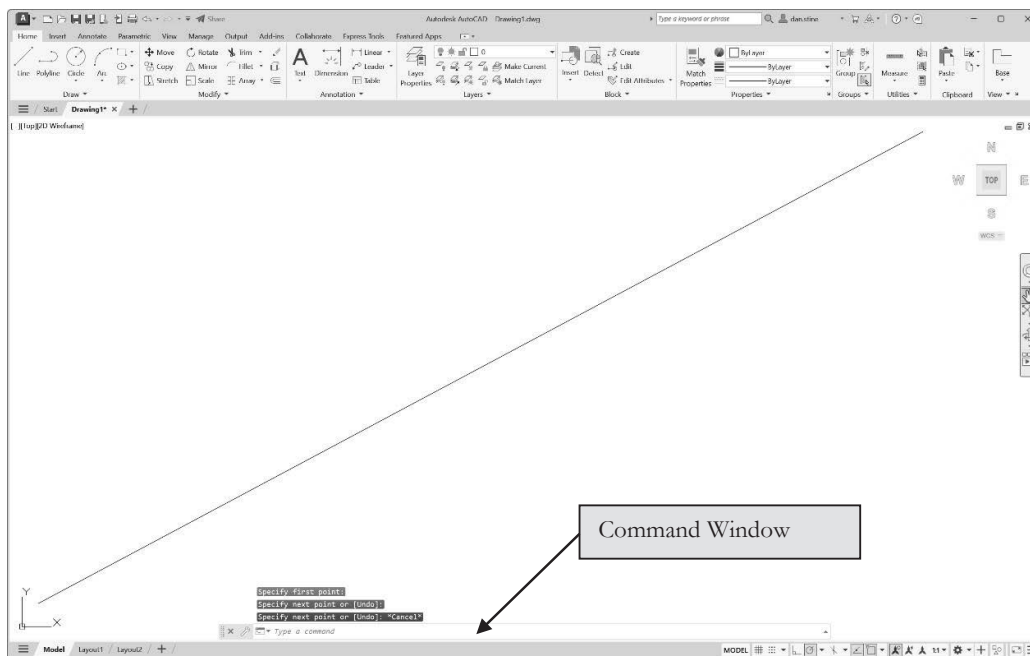 A Share Autodesk AutoCAD Drawing1.dwg Type a keyword or phrase dan.stine
Home Insert Annotate Parametric View Manage Output Add-ins Collaborate Express Tools Featured Apps
Line Polyline Circle Arc
Move Rotate Trim
Copy Mirror Fillet
Stretch Scale Array
Text Dimension
Linear
Leader
Table
Layer Properties
0
Make Current
Match Layer
Insert
Create
Edit
Edit Attributes
Match Properties
ByLayer
ByLayer
ByLayer
Group
Measure
Paste
Base
Draw Modify Annotation Layers Block Properties Groups Utilities Clipboard View
Start Drawing1* +
[Top][2D Wireframe]
N
W TOP E
S
WCS
Command Window
Y
X
Specify first point:
Specify next point or [Undo]:
Specify next point or [Undo]: *Cancel*
Type a command
Model Layout1 Layout2 +
MODEL 1:1